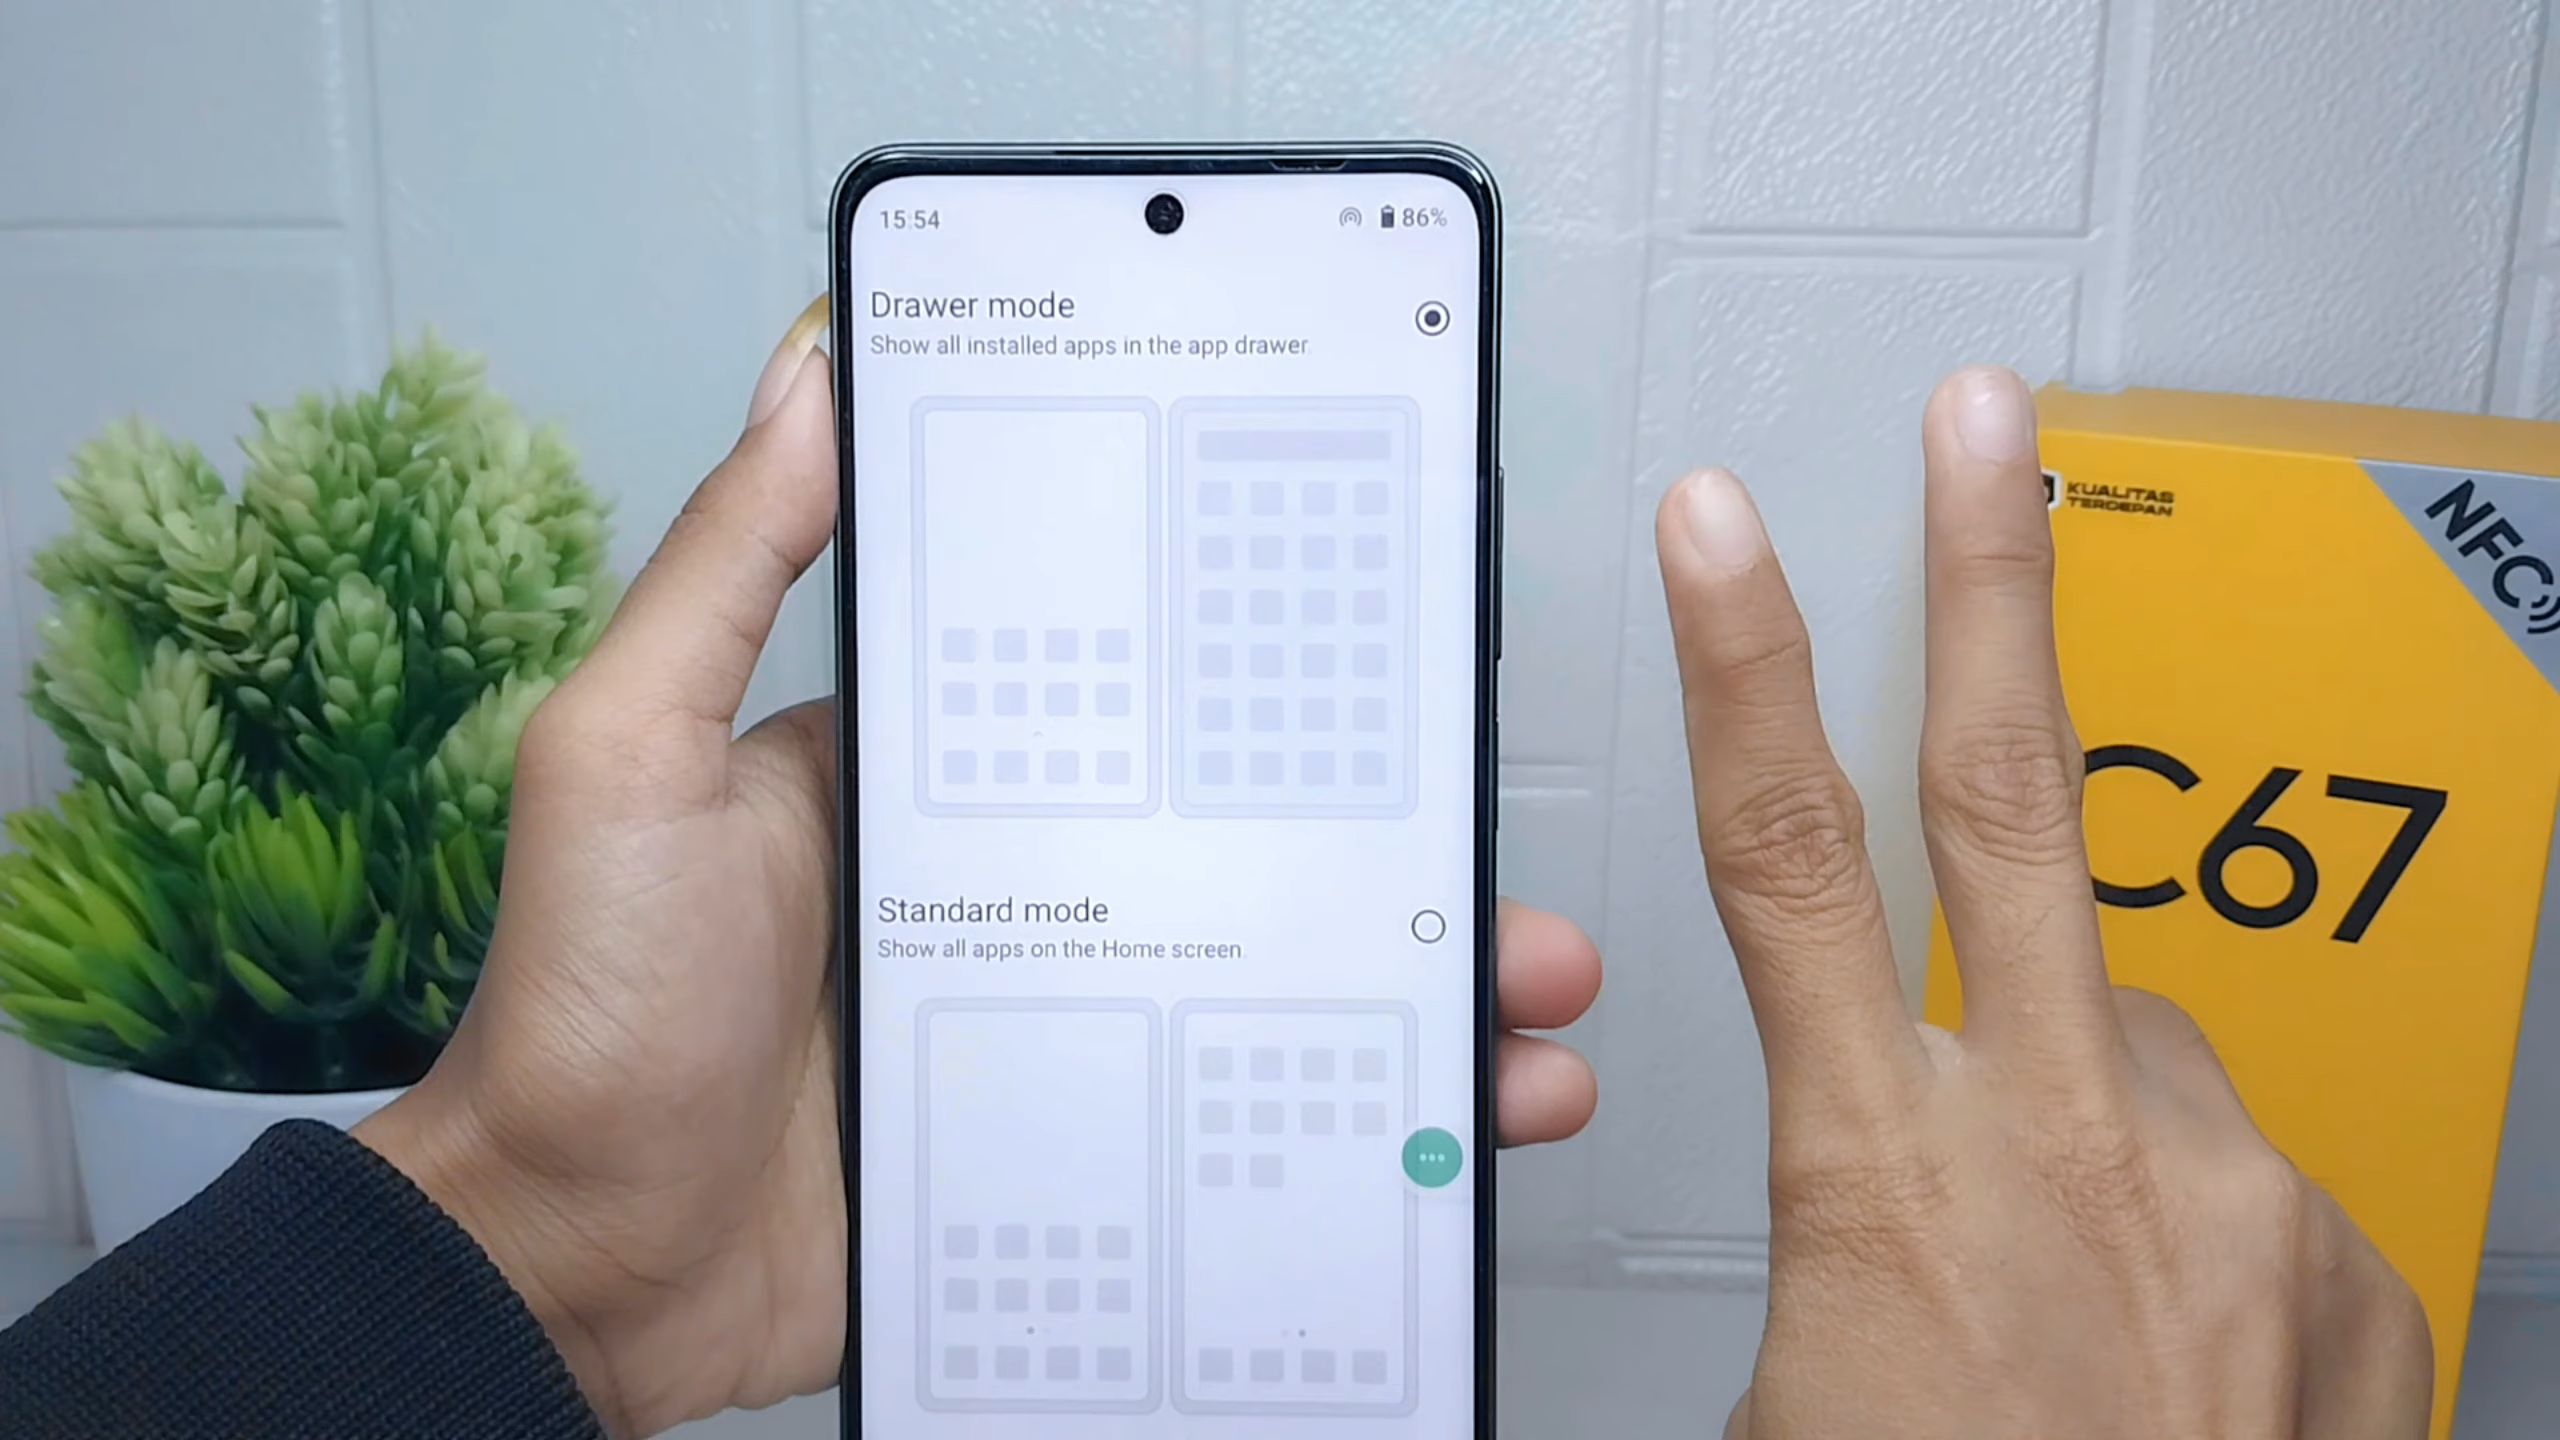 15:54
86%
Drawer mode
Show all installed apps in the app drawer
Standard mode
Show all apps on the Home screen
KUALITAS
TERDEPAN
NFC
C67